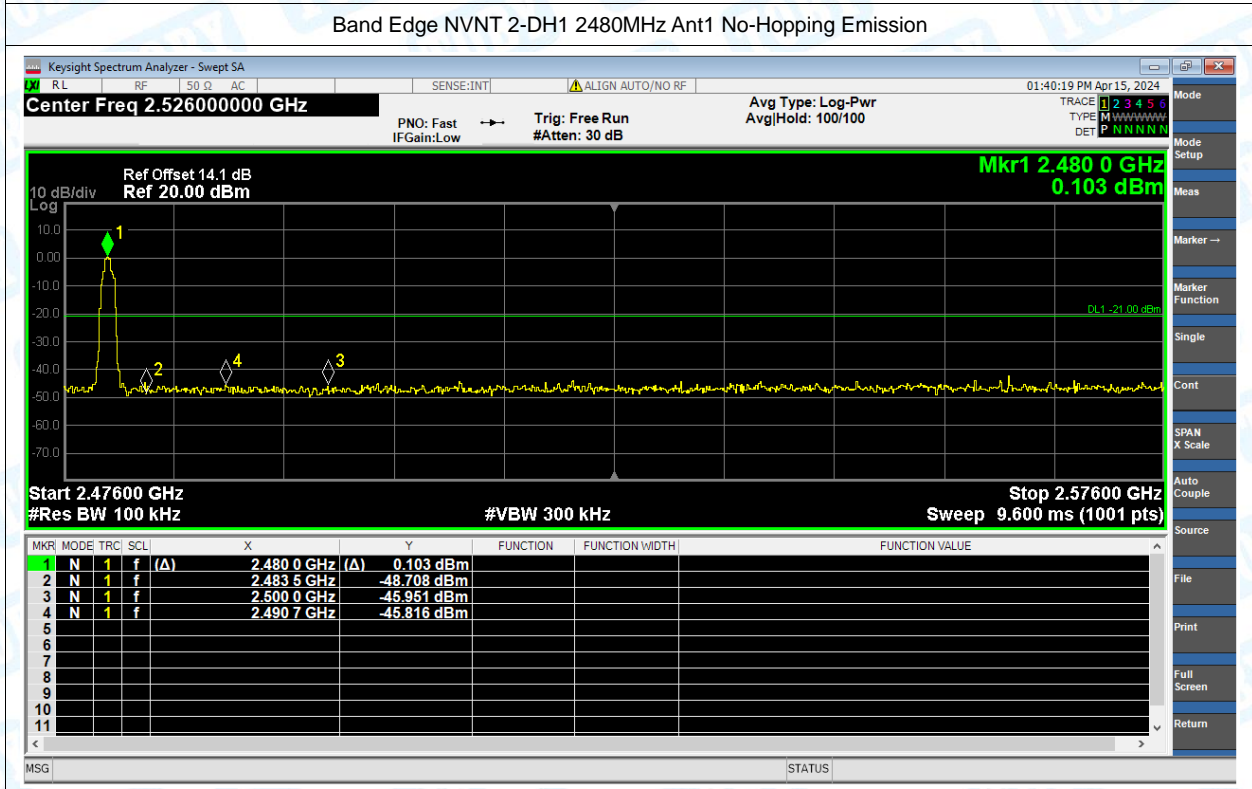 Band Edge NVNT 2-DH1 2480MHz Ant1 No-Hopping Emission
Keysight Spectrum Analyzer - Swept SA
LXI RL RF 50 Ω AC SENSE:INT ALIGN AUTO/NO RF 01:40:19 PM Apr 15, 2024
Center Freq 2.526000000 GHz
PNO: Fast
IFGain:Low
Trig: Free Run
#Atten: 30 dB
Avg Type: Log-Pwr
Avg|Hold: 100/100
TRACE 1 2 3 4 5 6
TYPE M WWWWW
DET P N N N N N
Ref Offset 14.1 dB
Ref 20.00 dBm
10 dB/div
Log
Mkr1 2.480 0 GHz
0.103 dBm
10.0
0.00
-10.0
-20.0
-30.0
-40.0
-50.0
-60.0
-70.0
1
2
4
3
DL1 -21.00 dBm
Start 2.47600 GHz Stop 2.57600 GHz
#Res BW 100 kHz #VBW 300 kHz Sweep 9.600 ms (1001 pts)
MKR MODE TRC SCL X Y FUNCTION FUNCTION WIDTH FUNCTION VALUE
1 N 1 f (Δ) 2.480 0 GHz (Δ) 0.103 dBm
2 N 1 f 2.483 5 GHz -48.708 dBm
3 N 1 f 2.500 0 GHz -45.951 dBm
4 N 1 f 2.490 7 GHz -45.816 dBm
5
6
7
8
9
10
11
MSG STATUS
Mode
Mode Setup
Meas
Marker →
Marker Function
Single
Cont
SPAN X Scale
Auto Couple
Source
File
Print
Full Screen
Return